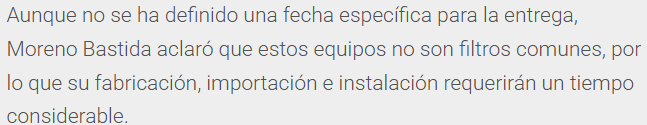 Aunque no se ha definido una fecha específica para la entrega,
Moreno Bastida aclaró que estos equipos no son filtros comunes, por
lo que su fabricación, importación e instalación requerirán un tiempo
considerable.